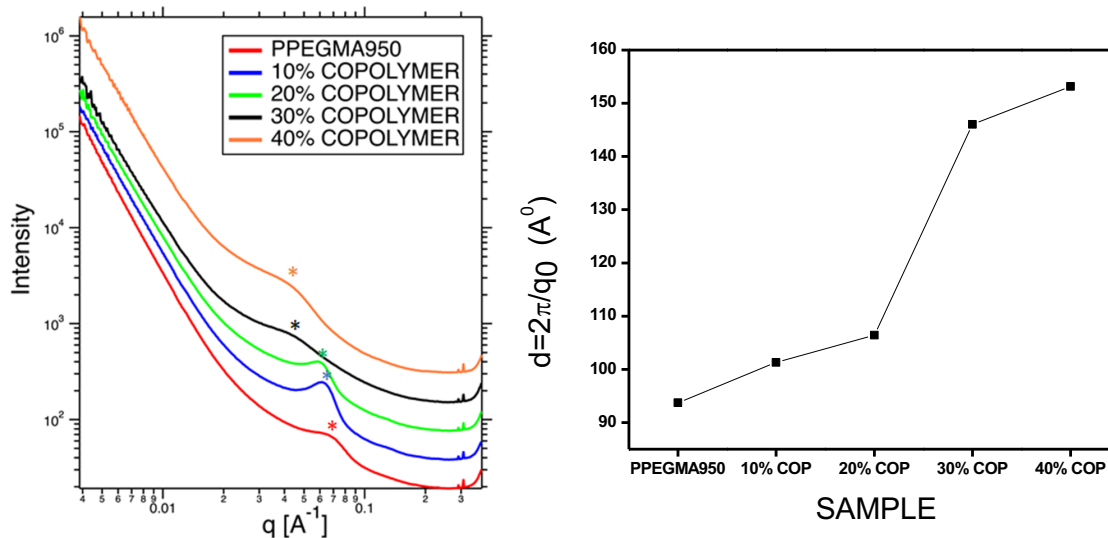 10^6
10^5
10^4
10^3
10^2
Intensity
PPEGMA950
10% COPOLYMER
20% COPOLYMER
30% COPOLYMER
40% COPOLYMER
*
*
*
*
*
4 5 6 7 8 9 0.01 2 3 4 5 6 7 8 9 0.1 2 3
q [A^-1]
160
150
140
130
120
110
100
90
d=2π/q0 (A^0)
PPEGMA950 10% COP 20% COP 30% COP 40% COP
SAMPLE